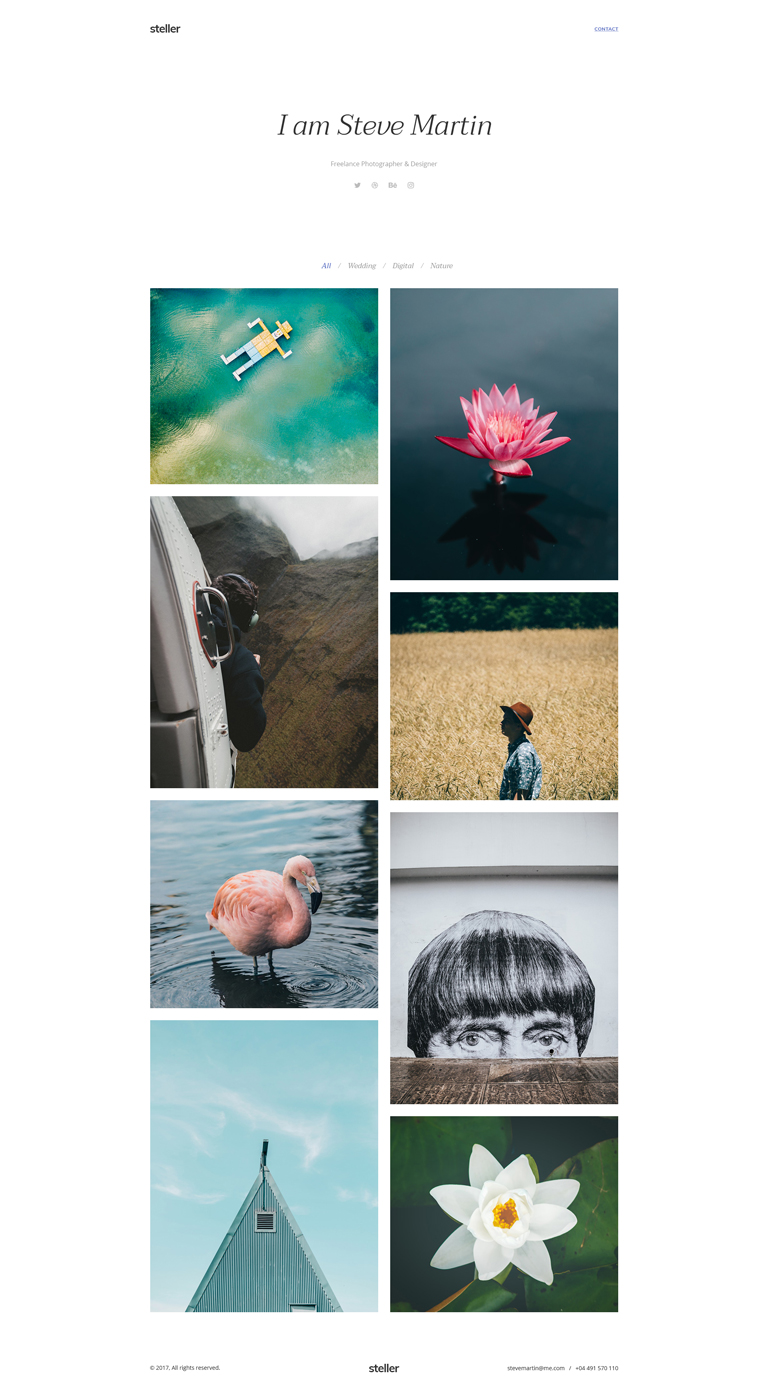 steller
CONTACT
I am Steve Martin
Freelance Photographer & Designer
Bē
All / Wedding / Digital / Nature
© 2017, All rights reserved.
steller
stevemartin@me.com / +04 491 570 110